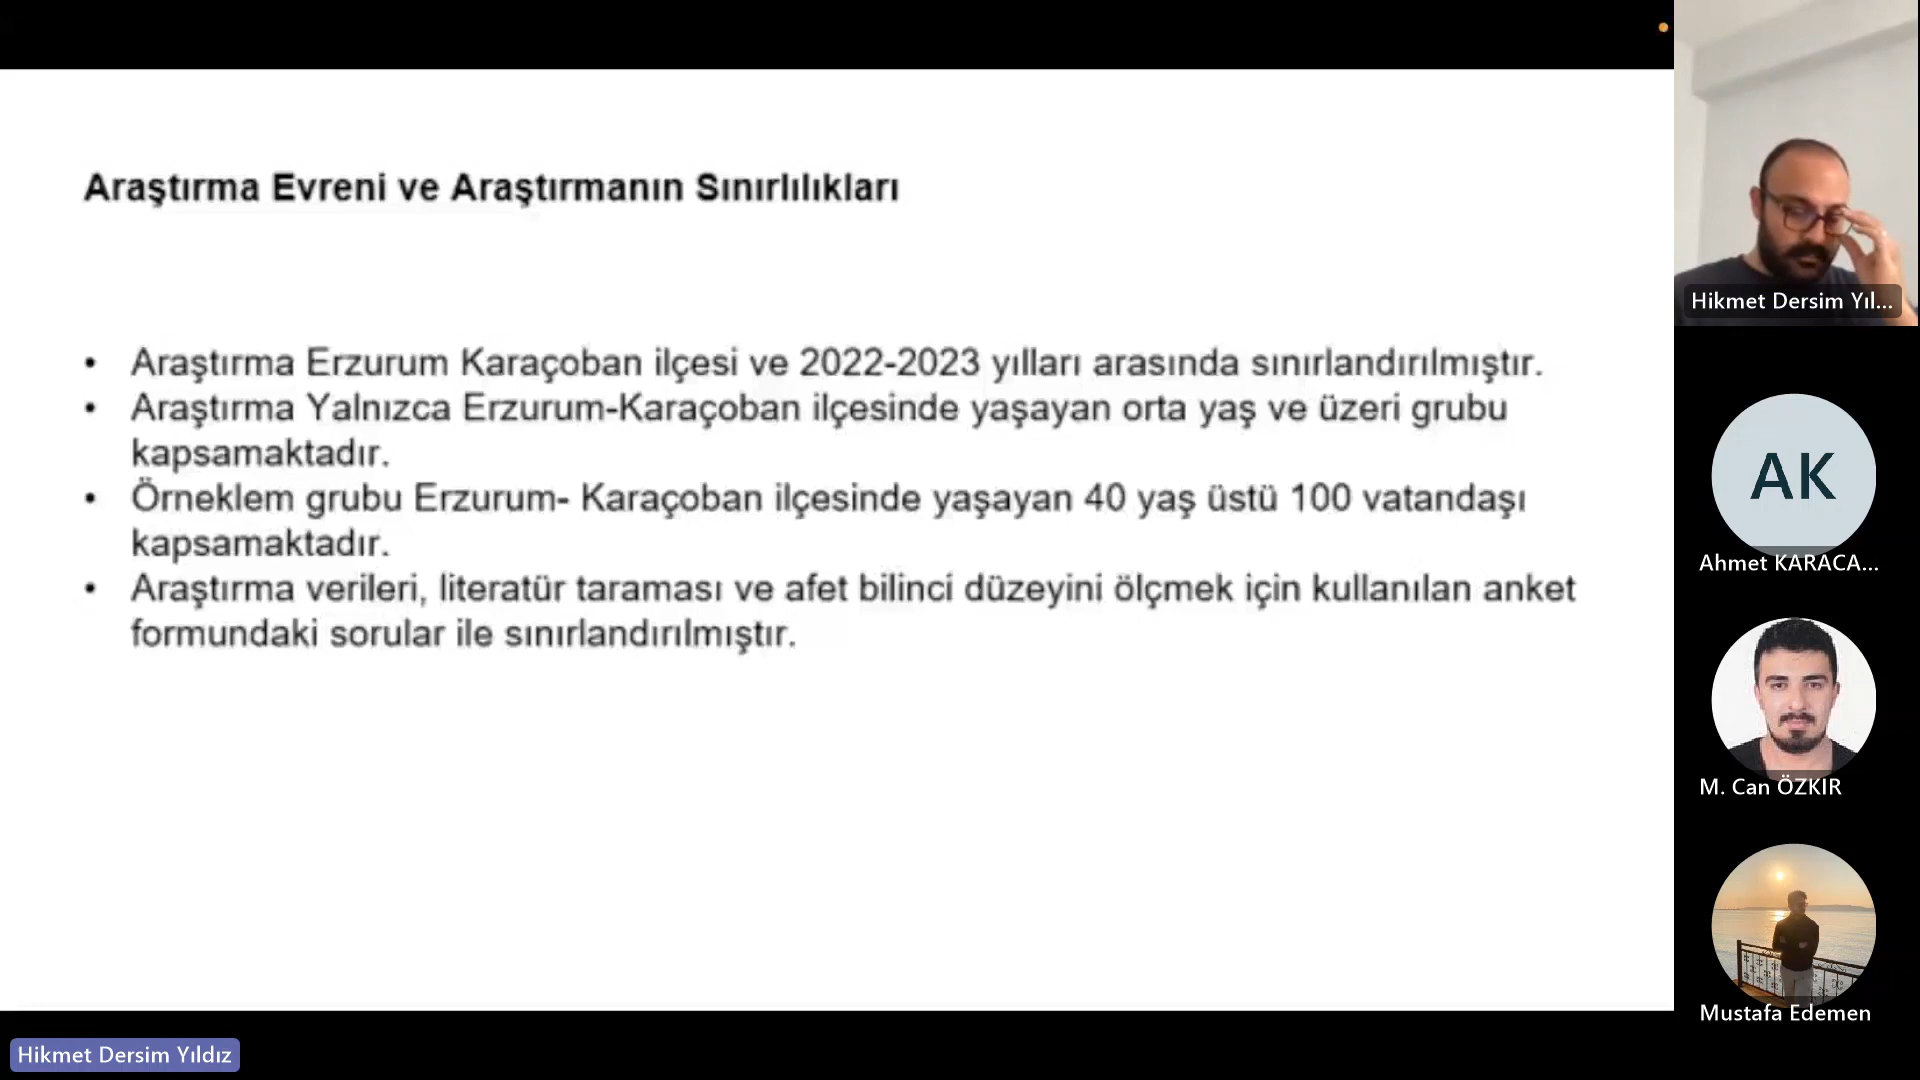 Araştırma Evreni ve Araştırmanın Sınırlılıkları
• Araştırma Erzurum Karaçoban ilçesi ve 2022-2023 yılları arasında sınırlandırılmıştır.
• Araştırma Yalnızca Erzurum-Karaçoban ilçesinde yaşayan orta yaş ve üzeri grubu
kapsamaktadır.
• Örneklem grubu Erzurum- Karaçoban ilçesinde yaşayan 40 yaş üstü 100 vatandaşı
kapsamaktadır.
• Araştırma verileri, literatür taraması ve afet bilinci düzeyini ölçmek için kullanılan anket
formundaki sorular ile sınırlandırılmıştır.
Hikmet Dersim Yıl...
AK
Ahmet KARACA...
M. Can ÖZKIR
Mustafa Edemen
Hikmet Dersim Yıldız